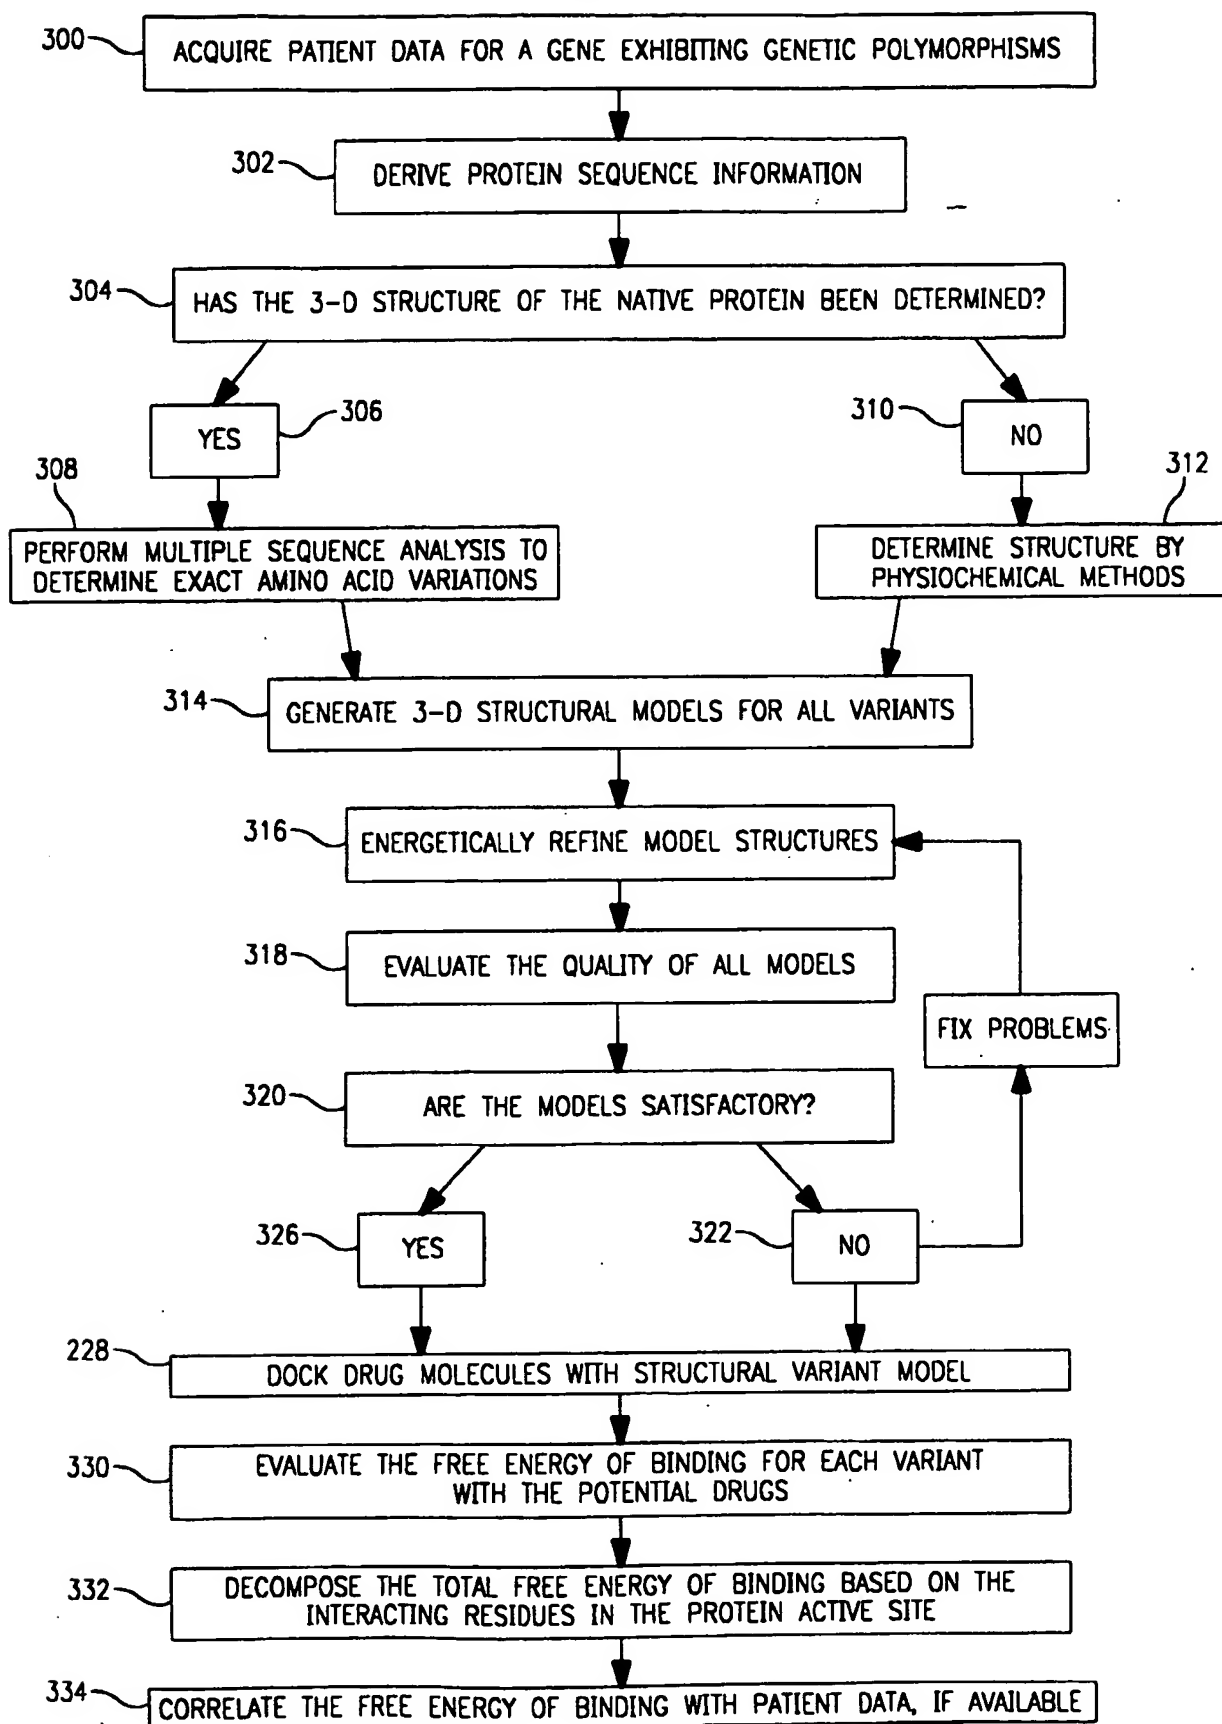 300
ACQUIRE PATIENT DATA FOR A GENE EXHIBITING GENETIC POLYMORPHISMS
302
DERIVE PROTEIN SEQUENCE INFORMATION
304
HAS THE 3-D STRUCTURE OF THE NATIVE PROTEIN BEEN DETERMINED?
YES
306
310
NO
308
312
PERFORM MULTIPLE SEQUENCE ANALYSIS TO
DETERMINE EXACT AMINO ACID VARIATIONS
DETERMINE STRUCTURE BY
PHYSIOCHEMICAL METHODS
314
GENERATE 3-D STRUCTURAL MODELS FOR ALL VARIANTS
316
ENERGETICALLY REFINE MODEL STRUCTURES
318
EVALUATE THE QUALITY OF ALL MODELS
FIX PROBLEMS
320
ARE THE MODELS SATISFACTORY?
326
YES
322
NO
228
DOCK DRUG MOLECULES WITH STRUCTURAL VARIANT MODEL
330
EVALUATE THE FREE ENERGY OF BINDING FOR EACH VARIANT
WITH THE POTENTIAL DRUGS
332
DECOMPOSE THE TOTAL FREE ENERGY OF BINDING BASED ON THE
INTERACTING RESIDUES IN THE PROTEIN ACTIVE SITE
334
CORRELATE THE FREE ENERGY OF BINDING WITH PATIENT DATA, IF AVAILABLE